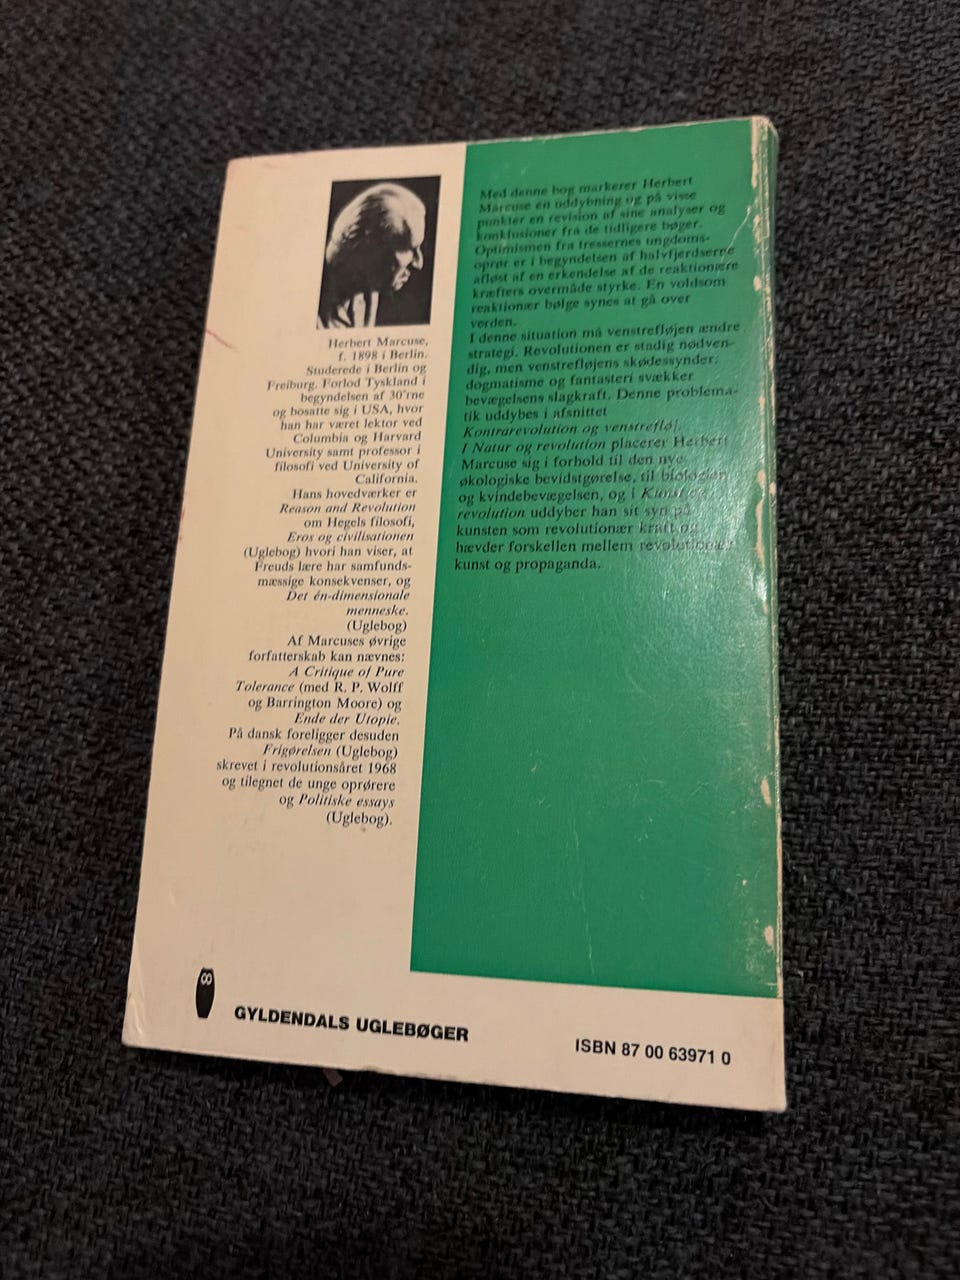 Herbert Marcuse,
f. 1898 i Berlin.
Studerede i Berlin og
Freiburg. Forlod Tyskland i
begyndelsen af 30'rne
og bosatte sig i USA, hvor
han har været lektor ved
Columbia og Harvard
University samt professor i
filosofi ved University of
California.
Hans hovedværker er
Reason and Revolution
om Hegels filosofi,
Eros og civilisationen
(Uglebog) hvori han viser, at
Freuds lære har samfunds-
mæssige konsekvenser, og
Det én-dimensionale
menneske.
(Uglebog)
Af Marcuses øvrige
forfatterskab kan nævnes:
A Critique of Pure
Tolerance (med R. P. Wolff
og Barrington Moore) og
Ende der Utopie.
På dansk foreligger desuden
Frigørelsen (Uglebog)
skrevet i revolutionsåret 1968
og tilegnet de unge oprørere
og Politiske essays
(Uglebog).
Med denne bog markerer Herbert
Marcuse en uddybning og på visse
punkter en revision af sine analyser og
konklusioner fra de tidligere bøger.
Optimismen fra tressernes ungdoms-
oprør er i begyndelsen af halvfjerdserne
afløst af en erkendelse af de reaktionære
kræfters overmåde styrke. En voldsom
reaktionær bølge synes at gå over
verden.
I denne situation må venstrefløjen ændre
strategi. Revolutionen er stadig nødven-
dig, men venstrefløjens skødessynder:
dogmatisme og fantasteri svækker
bevægelsens slagkraft. Denne problema-
tik uddybes i afsnittet
Kontrarevolution og venstrefløj.
I Natur og revolution placerer Herbert
Marcuse sig i forhold til den nye
økologiske bevidstgørelse, til biologien
og kvindebevægelsen, og i Kunst og
revolution uddyber han sit syn på
kunsten som revolutionær kraft og
hævder forskellen mellem revolutionær
kunst og propaganda.
GYLDENDALS UGLEBØGER
ISBN 87 00 63971 0